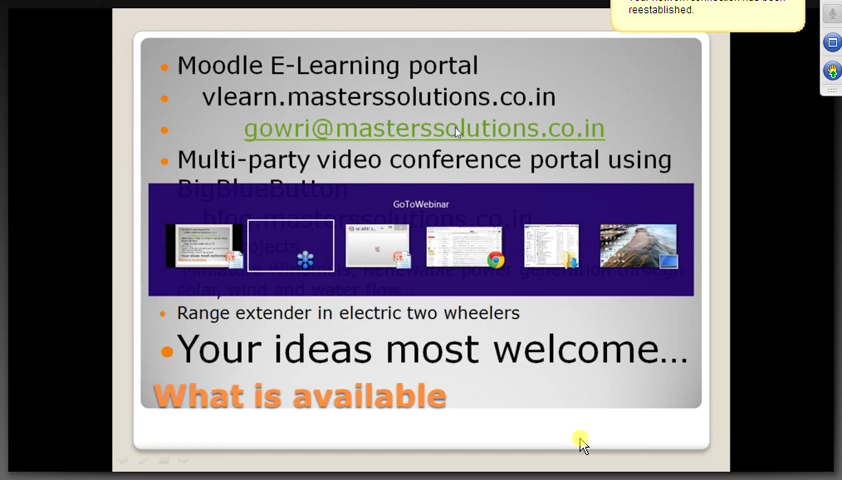 reestablished.
Moodle E-Learning portal
vlearn.masterssolutions.co.in
gowri@masterssolutions.co.in
Multi-party video conference portal using
BigBlueButton
GoToWebinar
Range extender in electric two wheelers
Your ideas most welcome...
What is available